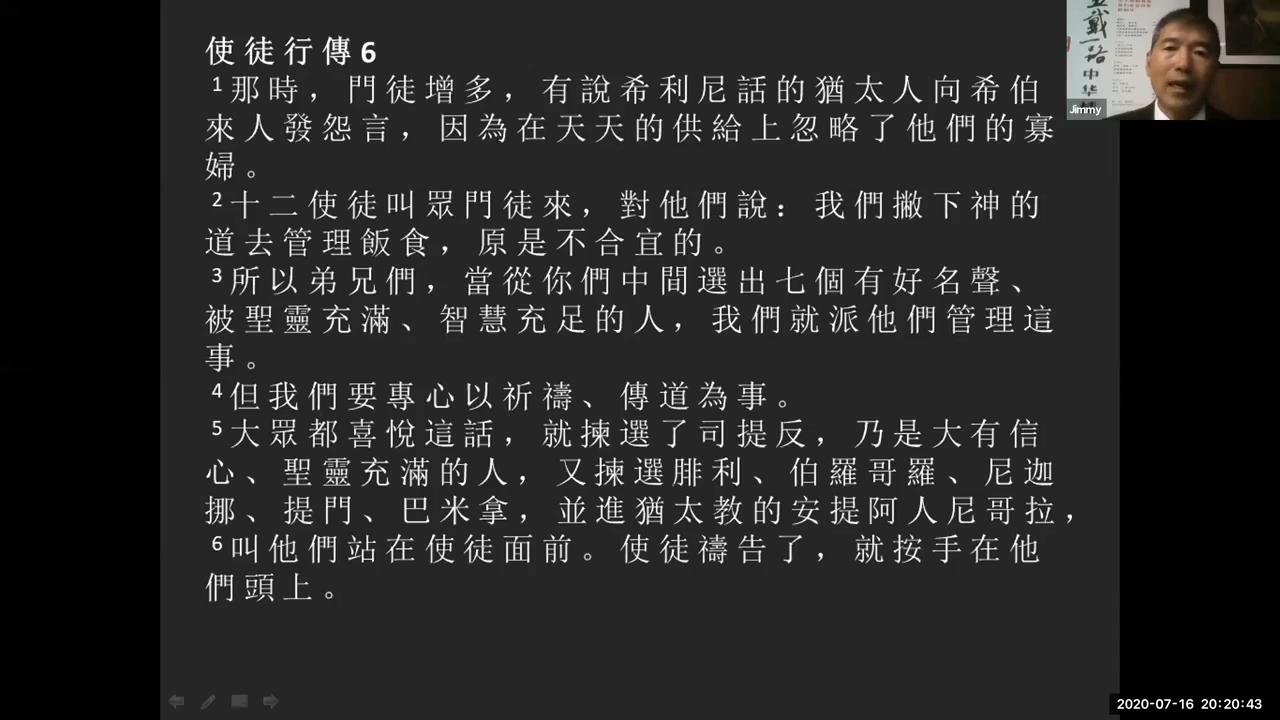 使徒行傳 6
1 那時，門徒增多，有說希利尼話的猶太人向希伯
來人發怨言，因為在天天的供給上忽略了他們的寡
婦。
2 十二使徒叫眾門徒來，對他們說：我們撇下神的
道去管理飯食，原是不合宜的。
3 所以弟兄們，當從你們中間選出七個有好名聲、
被聖靈充滿、智慧充足的人，我們就派他們管理這
事。
4 但我們要專心以祈禱、傳道為事。
5 大眾都喜悅這話，就揀選了司提反，乃是大有信
心、聖靈充滿的人，又揀選腓利、伯羅哥羅、尼迦
挪、提門、巴米拿，並進猶太教的安提阿人尼哥拉，
6 叫他們站在使徒面前。使徒禱告了，就按手在他
們頭上。
戴一路
中华
Jimmy
2020-07-16 20:20:43